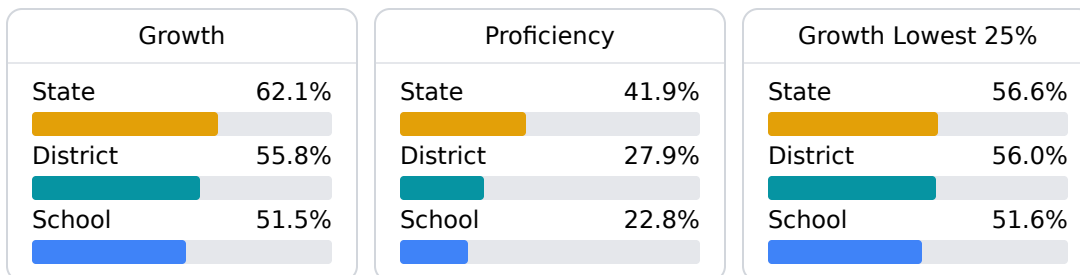 Growth
State 62.1%
District 55.8%
School 51.5%
Proficiency
State 41.9%
District 27.9%
School 22.8%
Growth Lowest 25%
State 56.6%
District 56.0%
School 51.6%